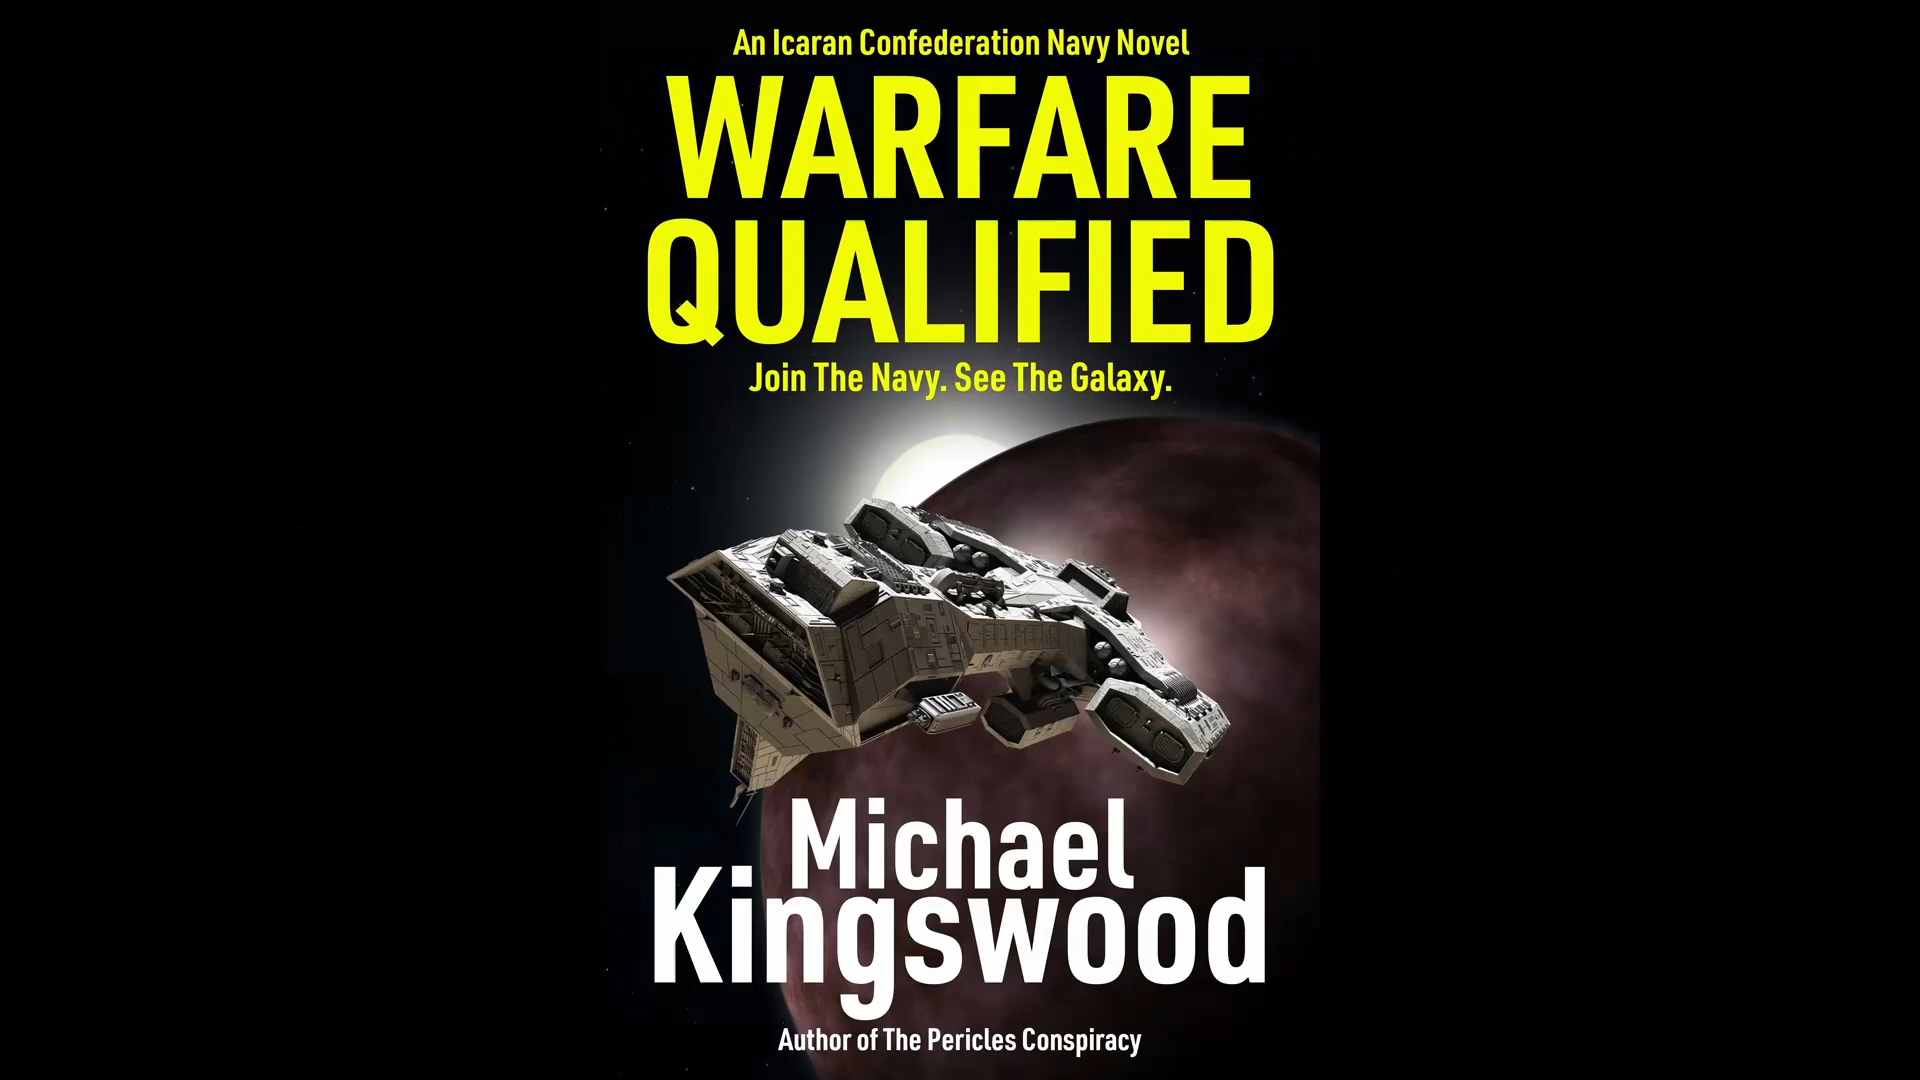 An Icaran Confederation Navy Novel
WARFARE
QUALIFIED
Join The Navy. See The Galaxy.
Michael
Kingswood
Author of The Pericles Conspiracy